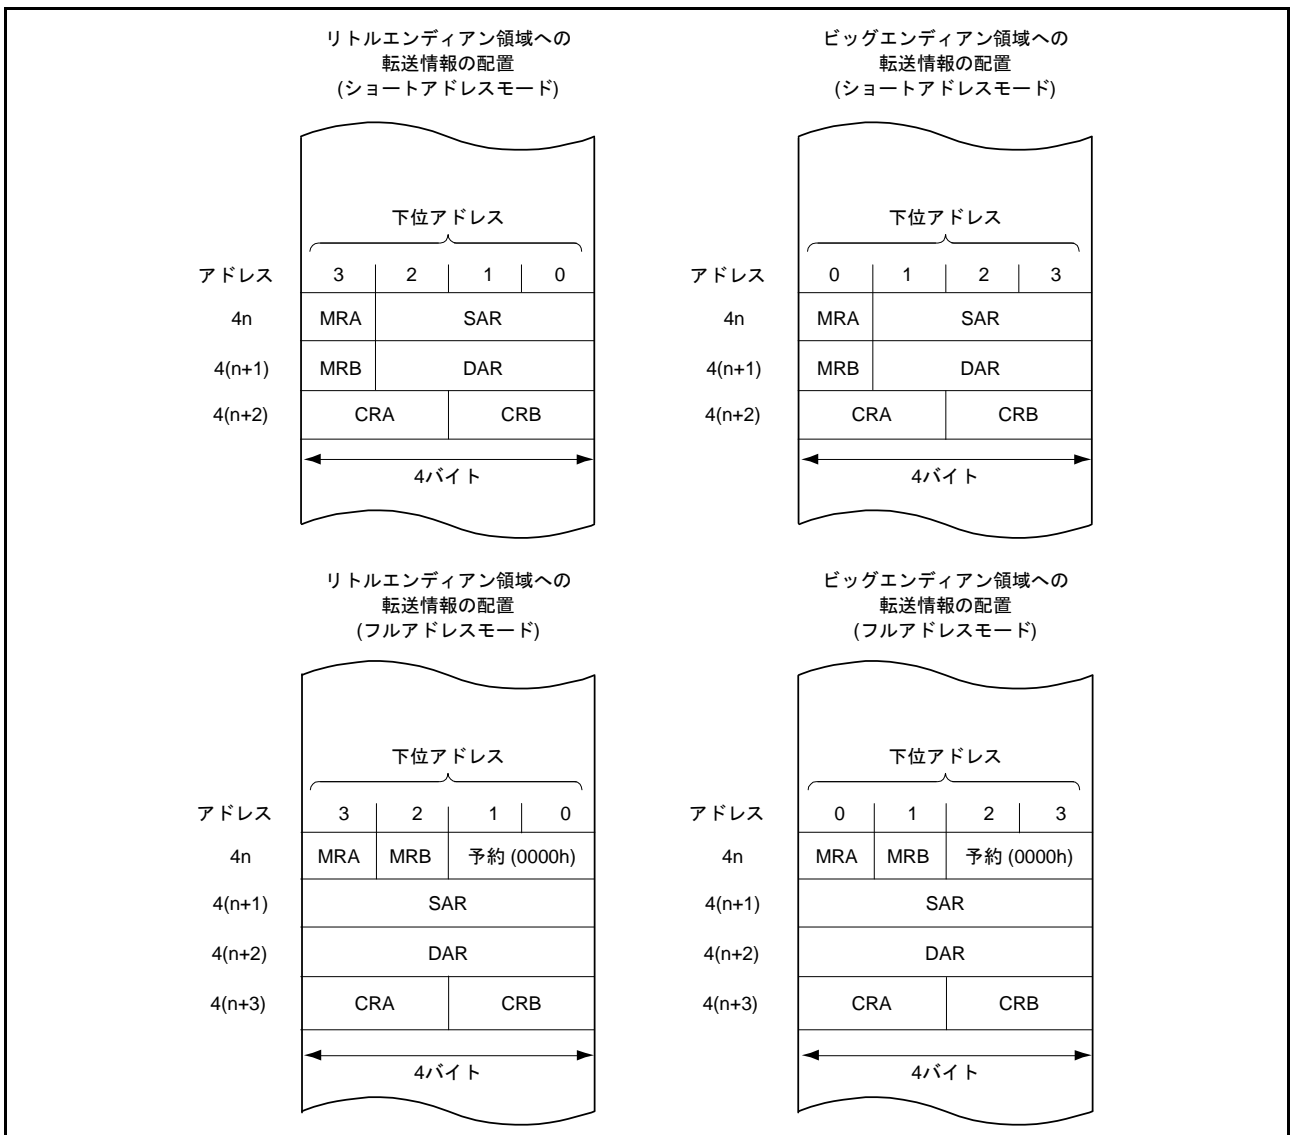 リトルエンディアン領域への
転送情報の配置
(ショートアドレスモード)
下位アドレス
アドレス 3 2 1 0
4n MRA SAR
4(n+1) MRB DAR
4(n+2) CRA CRB
4バイト
ビッグエンディアン領域への
転送情報の配置
(ショートアドレスモード)
下位アドレス
アドレス 0 1 2 3
4n MRA SAR
4(n+1) MRB DAR
4(n+2) CRA CRB
4バイト
リトルエンディアン領域への
転送情報の配置
(フルアドレスモード)
下位アドレス
アドレス 3 2 1 0
4n MRA MRB 予約 (0000h)
4(n+1) SAR
4(n+2) DAR
4(n+3) CRA CRB
4バイト
ビッグエンディアン領域への
転送情報の配置
(フルアドレスモード)
下位アドレス
アドレス 0 1 2 3
4n MRA MRB 予約 (0000h)
4(n+1) SAR
4(n+2) DAR
4(n+3) CRA CRB
4バイト